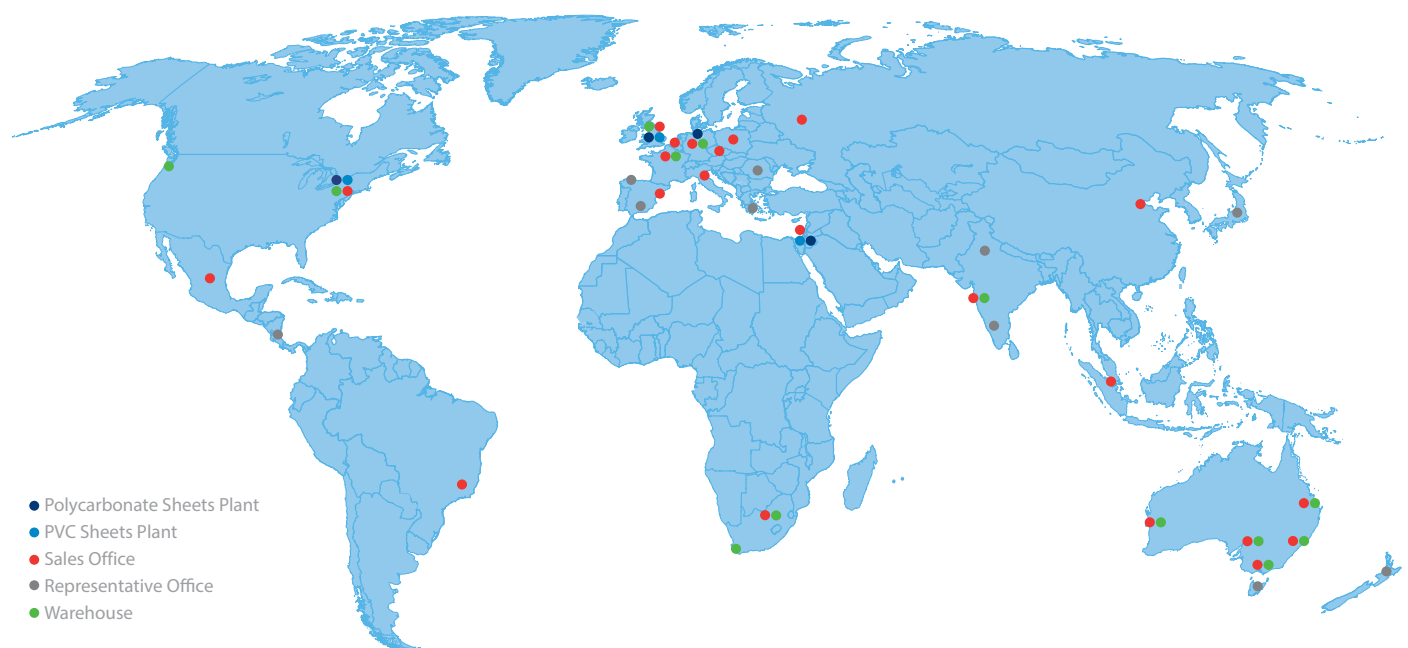 Polycarbonate Sheets Plant
PVC Sheets Plant
Sales Office
Representative Office
Warehouse